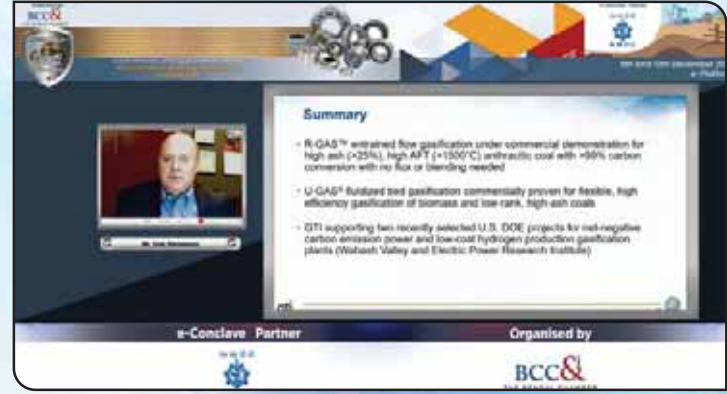 BCC&I
Summary
- R-GAS™ entrained flow gasification under commercial demonstration for
high ash (>25%), high AFT (>1500°C) anthracitic coal with >99% carbon
conversion with no flux or blending needed
- U-GAS® fluidized bed gasification commercially proven for flexible, high
efficiency gasification of biomass and low-rank, high-ash coals
- GTI supporting two recently selected U.S. DOE projects for net-negative
carbon emission power and low-cost hydrogen production gasification
plants (Wabash Valley and Electric Power Research Institute)
gti
e-Conclave Partner
Organised by
BCC&I
THE BENGAL CHAMBER